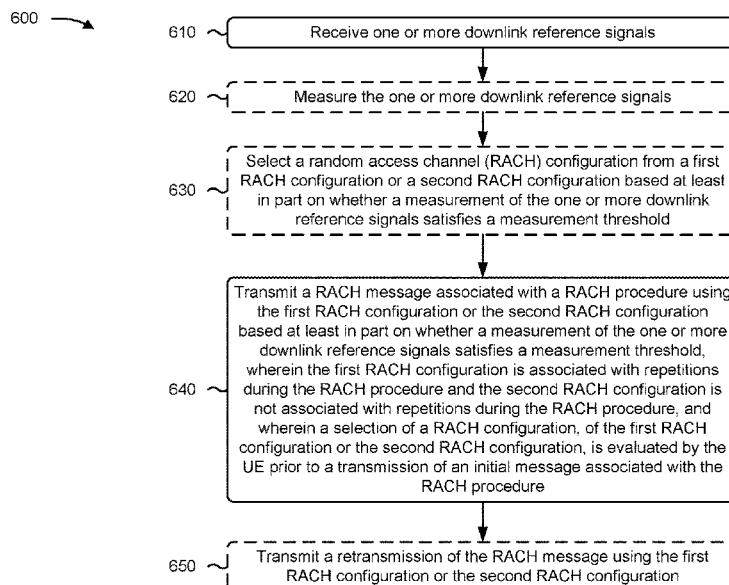 600
610
Receive one or more downlink reference signals
620
Measure the one or more downlink reference signals
630
Select a random access channel (RACH) configuration from a first
RACH configuration or a second RACH configuration based at least
in part on whether a measurement of the one or more downlink
reference signals satisfies a measurement threshold
640
Transmit a RACH message associated with a RACH procedure using
the first RACH configuration or the second RACH configuration
based at least in part on whether a measurement of the one or more
downlink reference signals satisfies a measurement threshold,
wherein the first RACH configuration is associated with repetitions
during the RACH procedure and the second RACH configuration is
not associated with repetitions during the RACH procedure, and
wherein a selection of a RACH configuration, of the first RACH
configuration or the second RACH configuration, is evaluated by the
UE prior to a transmission of an initial message associated with the
RACH procedure
650
Transmit a retransmission of the RACH message using the first
RACH configuration or the second RACH configuration